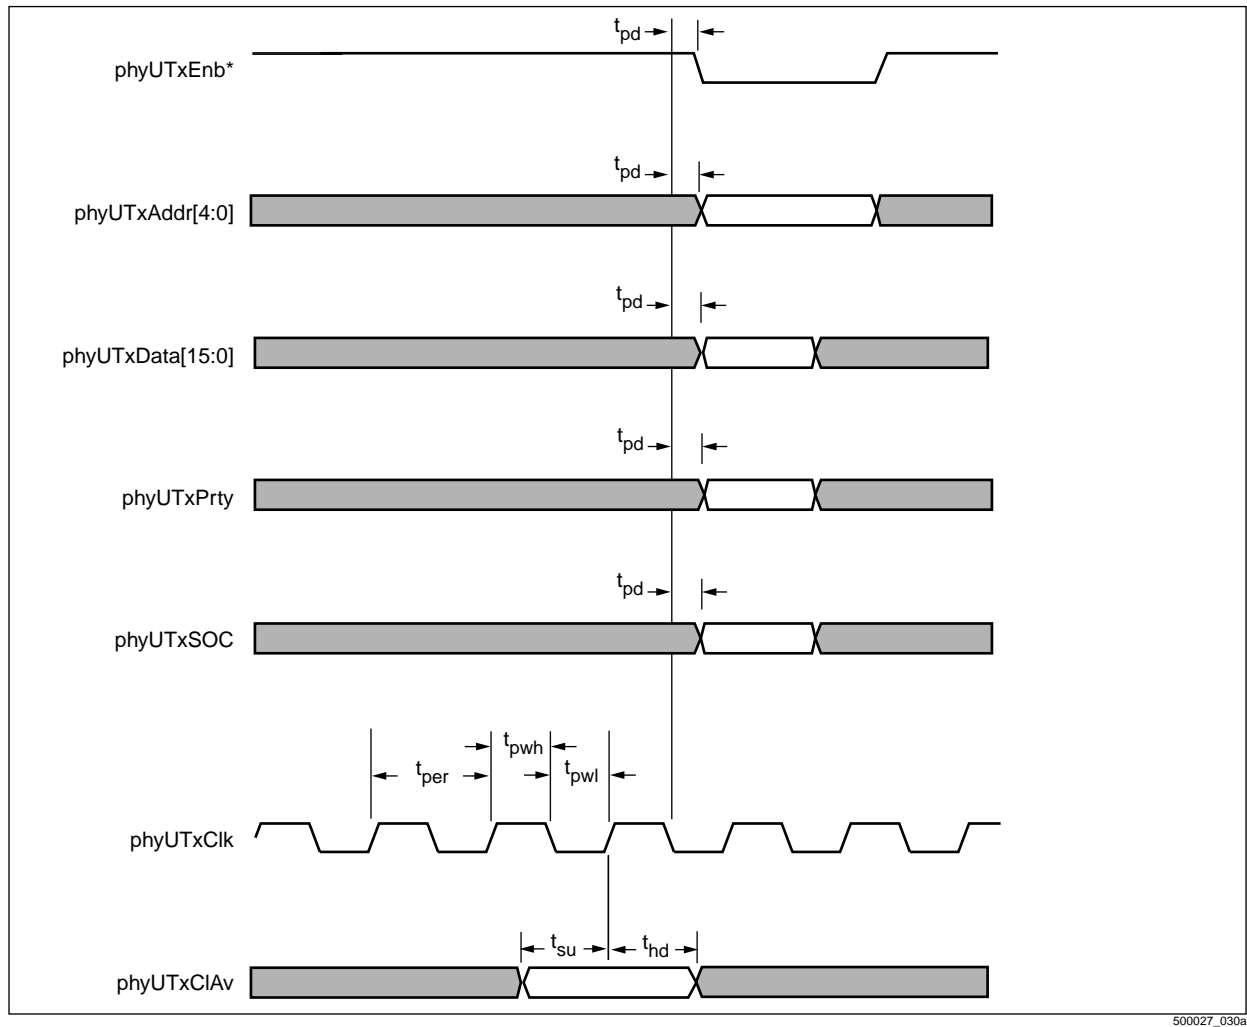 tpd
phyUTxEnb*
tpd
phyUTxAddr[4:0]
tpd
phyUTxData[15:0]
tpd
phyUTxPrty
tpd
phyUTxSOC
tpwh
tper
tpwl
phyUTxClk
tsu
thd
phyUTxClAv
500027_030a